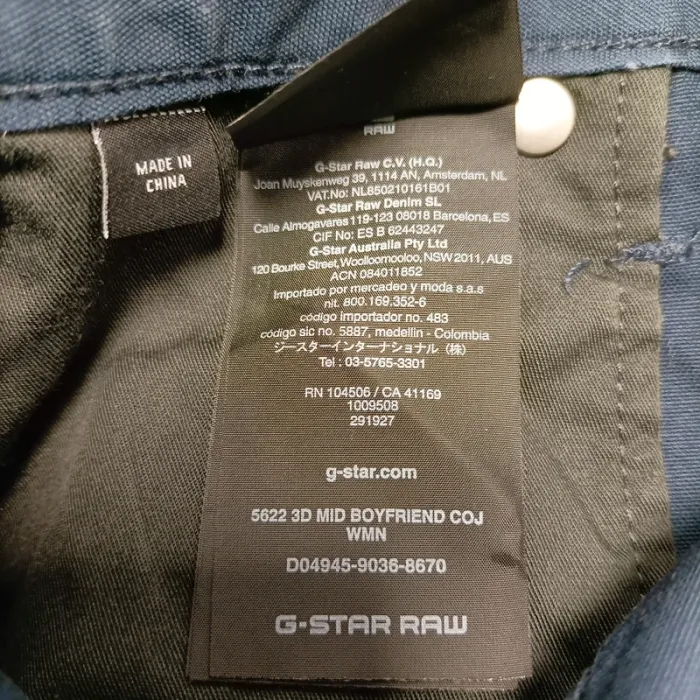 MADE IN
CHINA
RAW
G-Star Raw C.V. (H.Q.)
Joan Muyskenweg 39, 1114 AN, Amsterdam, NL
VAT.No: NL850210161B01
G-Star Raw Denim SL
Calle Almogavares 119-123 08018 Barcelona, ES
CIF No: ES B 62443247
G-Star Australia Pty Ltd
120 Bourke Street, Woolloomooloo, NSW 2011, AUS
ACN 084011852
Importado por mercadeo y moda s.a.s
nit. 800.169.352-6
código importador no. 483
código sic no. 5887, medellin - Colombia
ジースターインターナショナル (株)
Tel : 03-5765-3301
RN 104506 / CA 41169
1009508
291927
g-star.com
5622 3D MID BOYFRIEND COJ
WMN
D04945-9036-8670
G-STAR RAW